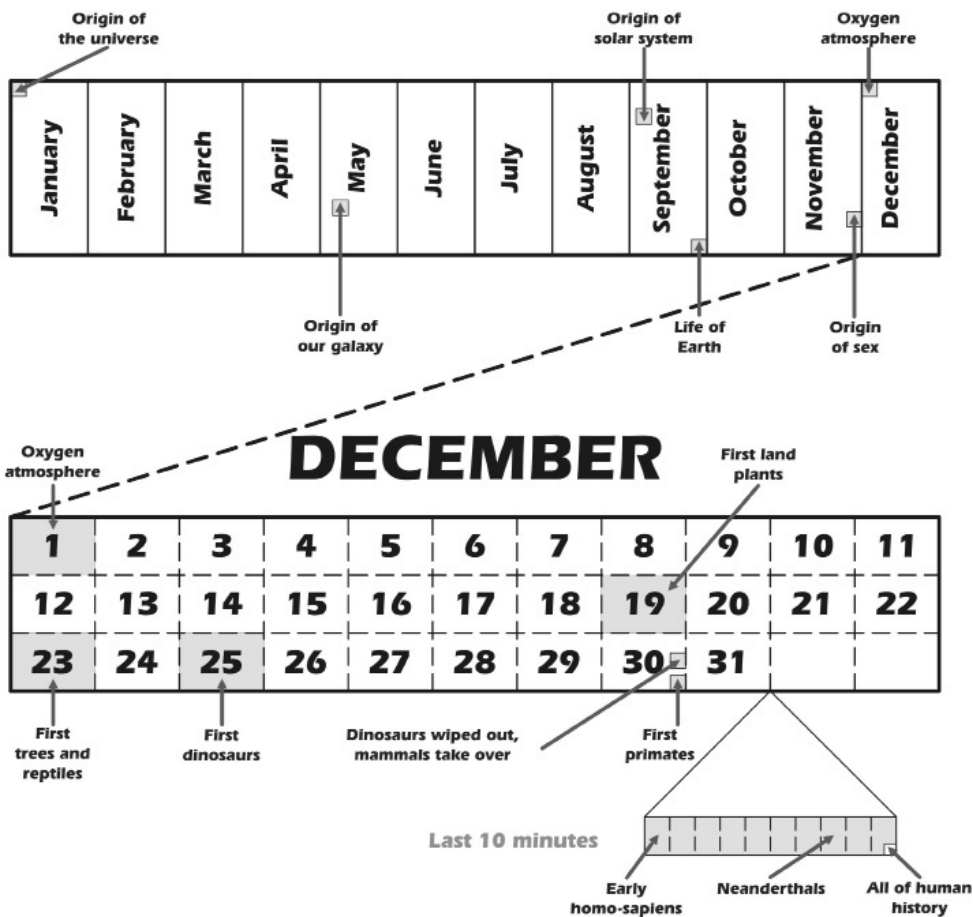 Origin of
the universe
Origin of
solar system
Oxygen
atmosphere
January
February
March
April
May
June
July
August
September
October
November
December
Origin of
our galaxy
Life of
Earth
Origin
of sex
DECEMBER
Oxygen
atmosphere
First land
plants
1 2 3 4 5 6 7 8 9 10 11
12 13 14 15 16 17 18 19 20 21 22
23 24 25 26 27 28 29 30 31
First
trees and
reptiles
First
dinosaurs
Dinosaurs wiped out,
mammals take over
First
primates
Last 10 minutes
Early
homo-sapiens
Neanderthals
All of human
history